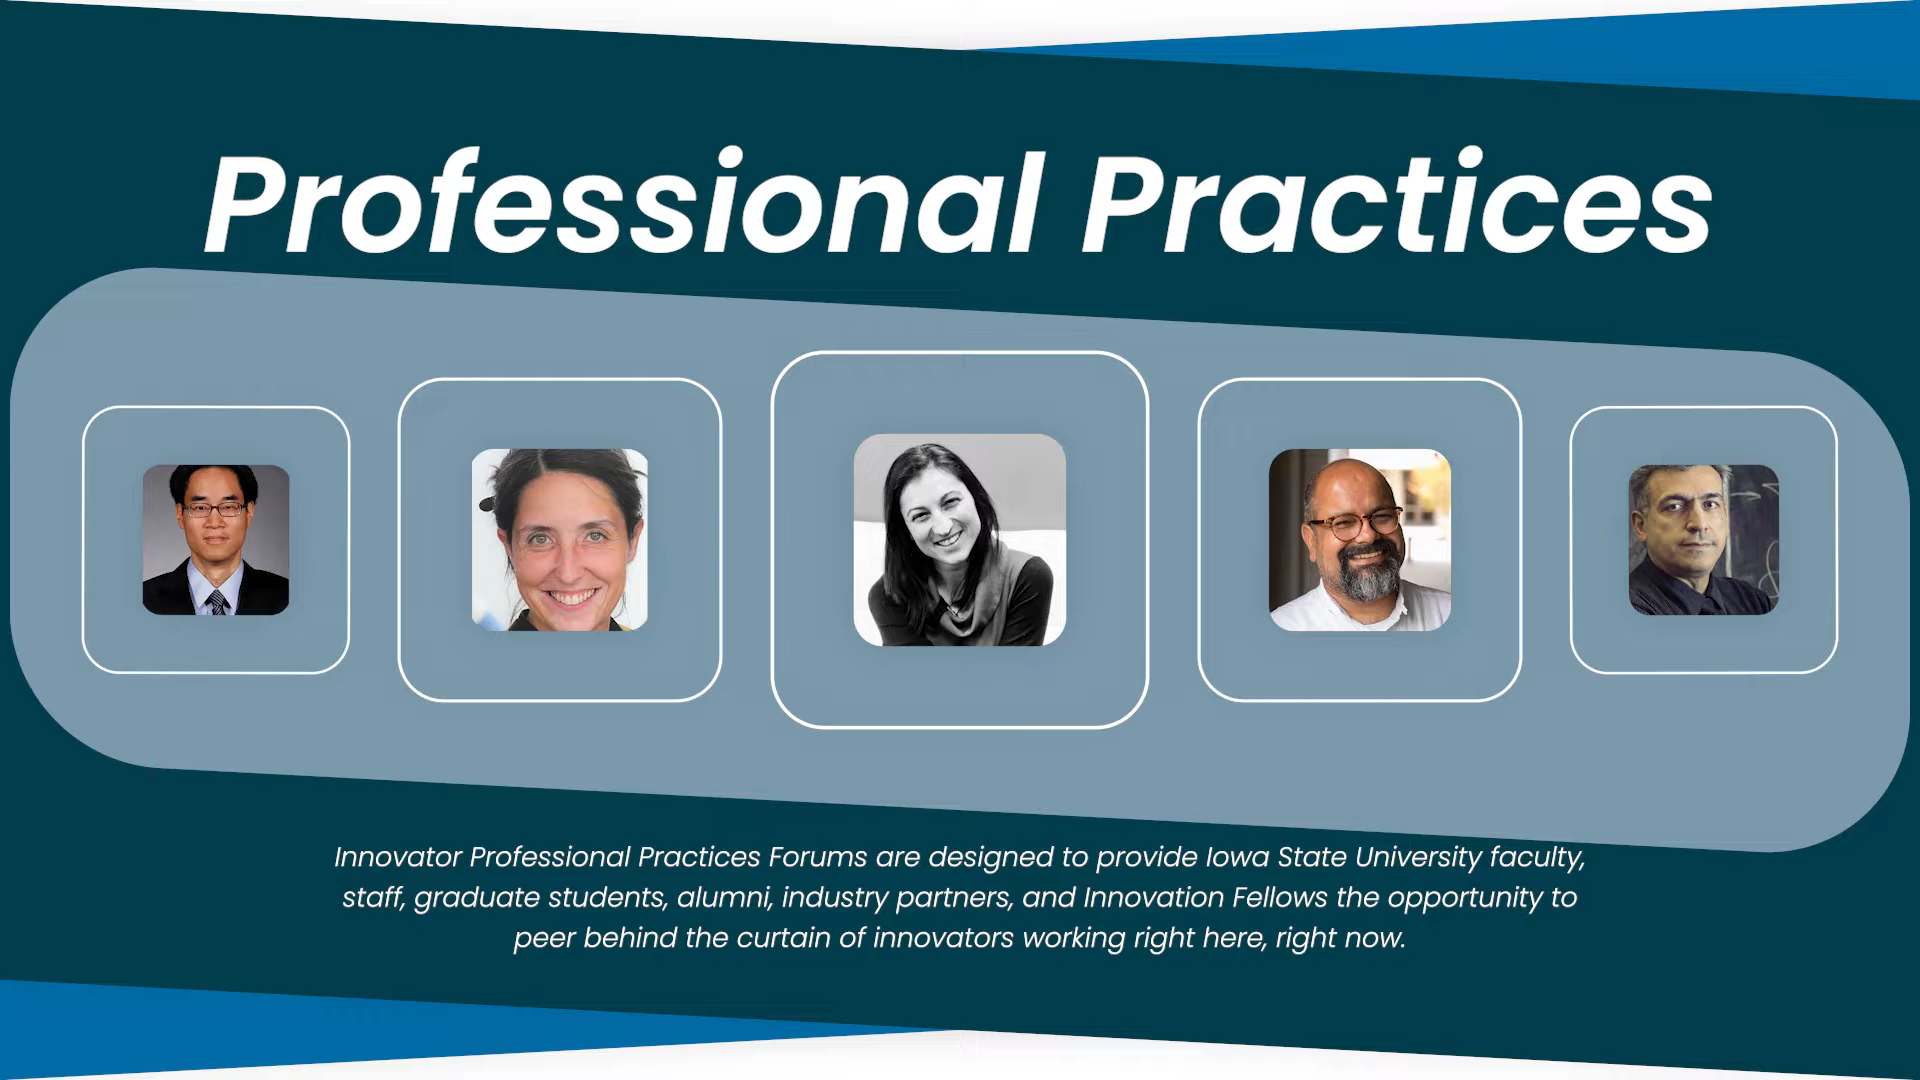 Professional Practices
Innovator Professional Practices Forums are designed to provide Iowa State University faculty,
staff, graduate students, alumni, industry partners, and Innovation Fellows the opportunity to
peer behind the curtain of innovators working right here, right now.